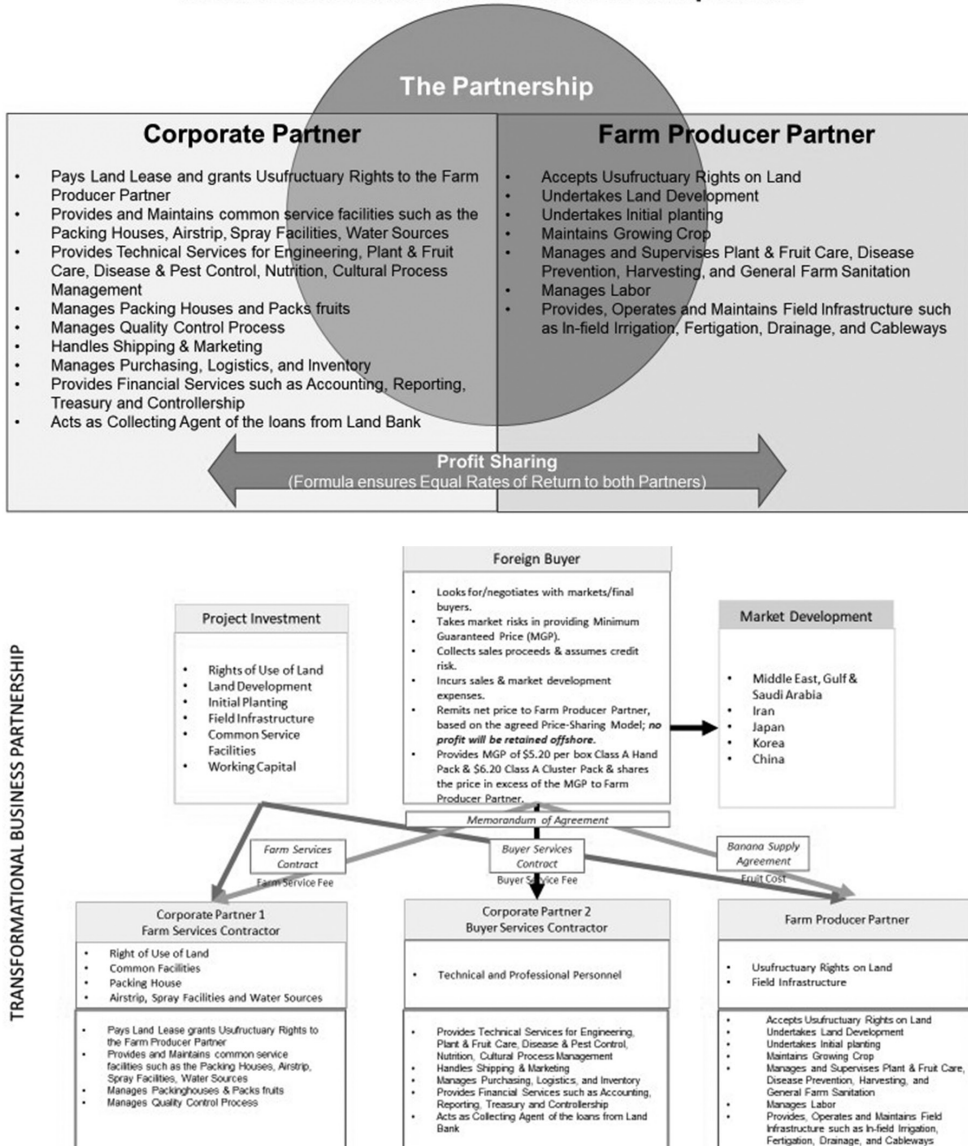 The Partnership
Corporate Partner
• Pays Land Lease and grants Usufructuary Rights to the Farm
Producer Partner
• Provides and Maintains common service facilities such as the
Packing Houses, Airstrip, Spray Facilities, Water Sources
• Provides Technical Services for Engineering, Plant & Fruit
Care, Disease & Pest Control, Nutrition, Cultural Process
Management
• Manages Packing Houses and Packs fruits
• Manages Quality Control Process
• Handles Shipping & Marketing
• Manages Purchasing, Logistics, and Inventory
• Provides Financial Services such as Accounting, Reporting,
Treasury and Controllership
• Acts as Collecting Agent of the loans from Land Bank
Farm Producer Partner
• Accepts Usufructuary Rights on Land
• Undertakes Land Development
• Undertakes Initial planting
• Maintains Growing Crop
• Manages and Supervises Plant & Fruit Care, Disease
Prevention, Harvesting, and General Farm Sanitation
• Manages Labor
• Provides, Operates and Maintains Field Infrastructure such
as In-field Irrigation, Fertigation, Drainage, and Cableways
Profit Sharing
(Formula ensures Equal Rates of Return to both Partners)
TRANSFORMATIONAL BUSINESS PARTNERSHIP
Project Investment
• Rights of Use of Land
• Land Development
• Initial Planting
• Field Infrastructure
• Common Service
Facilities
• Working Capital
Foreign Buyer
• Looks for/negotiates with markets/final
buyers.
• Takes market risks in providing Minimum
Guaranteed Price (MGP).
• Collects sales proceeds & assumes credit
risk.
• Incurs sales & market development
expenses.
• Remits net price to Farm Producer Partner,
based on the agreed Price-Sharing Model; no
profit will be retained offshore.
• Provides MGP of $5.20 per box Class A Hand
Pack & $6.20 Class A Cluster Pack & shares
the price in excess of the MGP to Farm
Producer Partner.
Market Development
• Middle East, Gulf &
Saudi Arabia
• Iran
• Japan
• Korea
• China
Memorandum of Agreement
Farm Services
Contract
Farm Service Fee
Buyer Services
Contract
Buyer Service Fee
Banana Supply
Agreement
Fruit Cost
Corporate Partner 1
Farm Services Contractor
• Right of Use of Land
• Common Facilities
• Packing House
• Airstrip, Spray Facilities and Water Sources
• Pays Land Lease grants Usufructuary Rights to
the Farm Producer Partner
• Provides and Maintains common service
facilities such as the Packing Houses, Airstrip,
Spray Facilities, Water Sources
• Manages Packinghouses & Packs fruits
• Manages Quality Control Process
Corporate Partner 2
Buyer Services Contractor
• Technical and Professional Personnel
• Provides Technical Services for Engineering,
Plant & Fruit Care, Disease & Pest Control,
Nutrition, Cultural Process Management
• Handles Shipping & Marketing
• Manages Purchasing, Logistics, and Inventory
• Provides Financial Services such as Accounting,
Reporting, Treasury and Controllership
• Acts as Collecting Agent of the loans from Land
Bank
Farm Producer Partner
• Usufructuary Rights on Land
• Field Infrastructure
• Accepts Usufructuary Rights on Land
• Undertakes Land Development
• Undertakes Initial planting
• Maintains Growing Crop
• Manages and Supervises Plant & Fruit Care,
Disease Prevention, Harvesting, and
General Farm Sanitation
• Manages Labor
• Provides, Operates and Maintains Field
Infrastructure such as In-field Irrigation,
Fertigation, Drainage, and Cableways